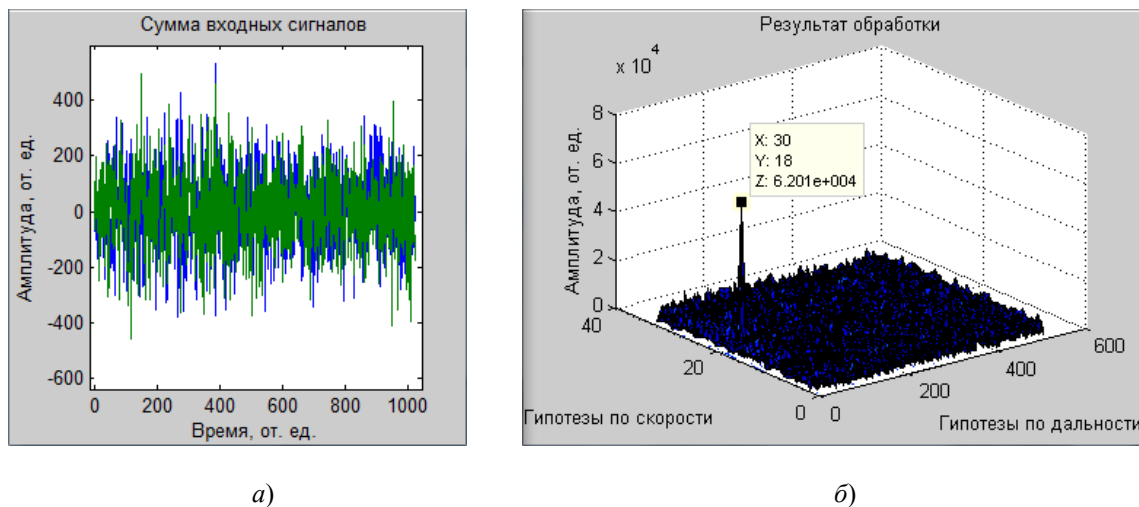 Сумма входных сигналов
Амплитуда, от. ед.
400
200
0
-200
-400
-600
0 200 400 600 800 1000
Время, от. ед.
а)
Результат обработки
x 10^4
Амплитуда, от. ед.
8
6
4
2
0
X: 30
Y: 18
Z: 6.201e+004
40
20
0
0
200
400
600
Гипотезы по скорости
Гипотезы по дальности
б)